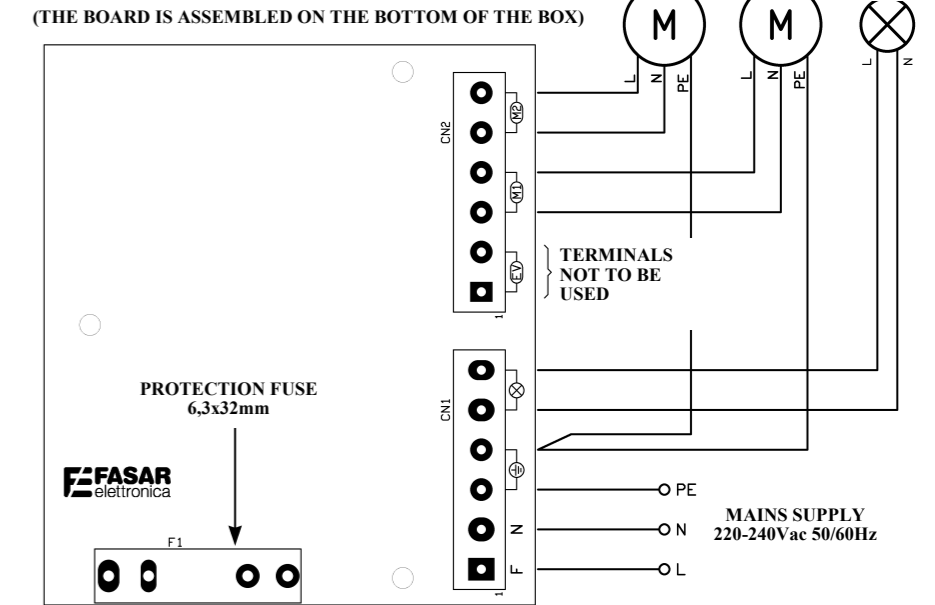 (THE BOARD IS ASSEMBLED ON THE BOTTOM OF THE BOX)
M
M
L
N
PE
L
N
PE
L
N
CN2
M2
M1
EV
1
TERMINALS
NOT TO BE
USED
PROTECTION FUSE
6,3x32mm
CN1
FASAR
elettronica
F1
N
F
1
PE
N
L
MAINS SUPPLY
220-240Vac 50/60Hz